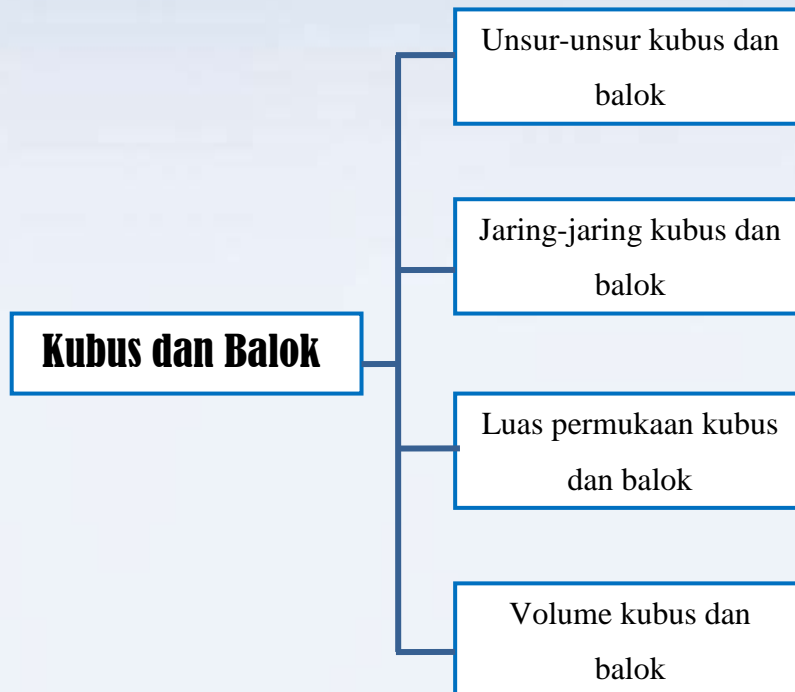 Unsur-unsur kubus dan
balok
Jaring-jaring kubus dan
balok
Kubus dan Balok
Luas permukaan kubus
dan balok
Volume kubus dan
balok